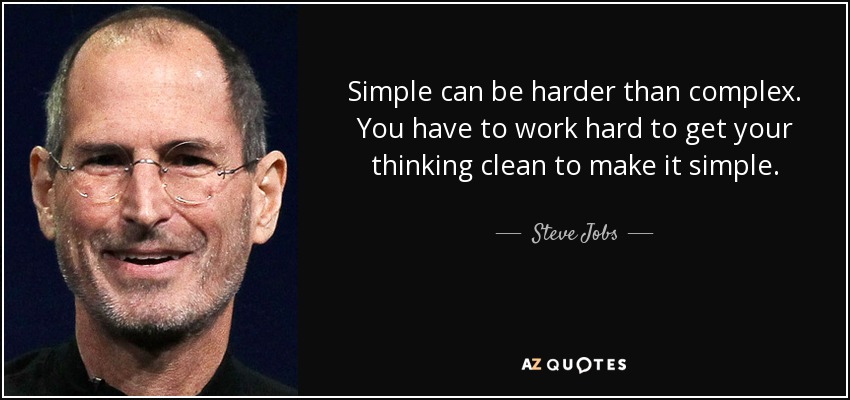 Simple can be harder than complex.
You have to work hard to get your
thinking clean to make it simple.
Steve Jobs
AZ QUOTES